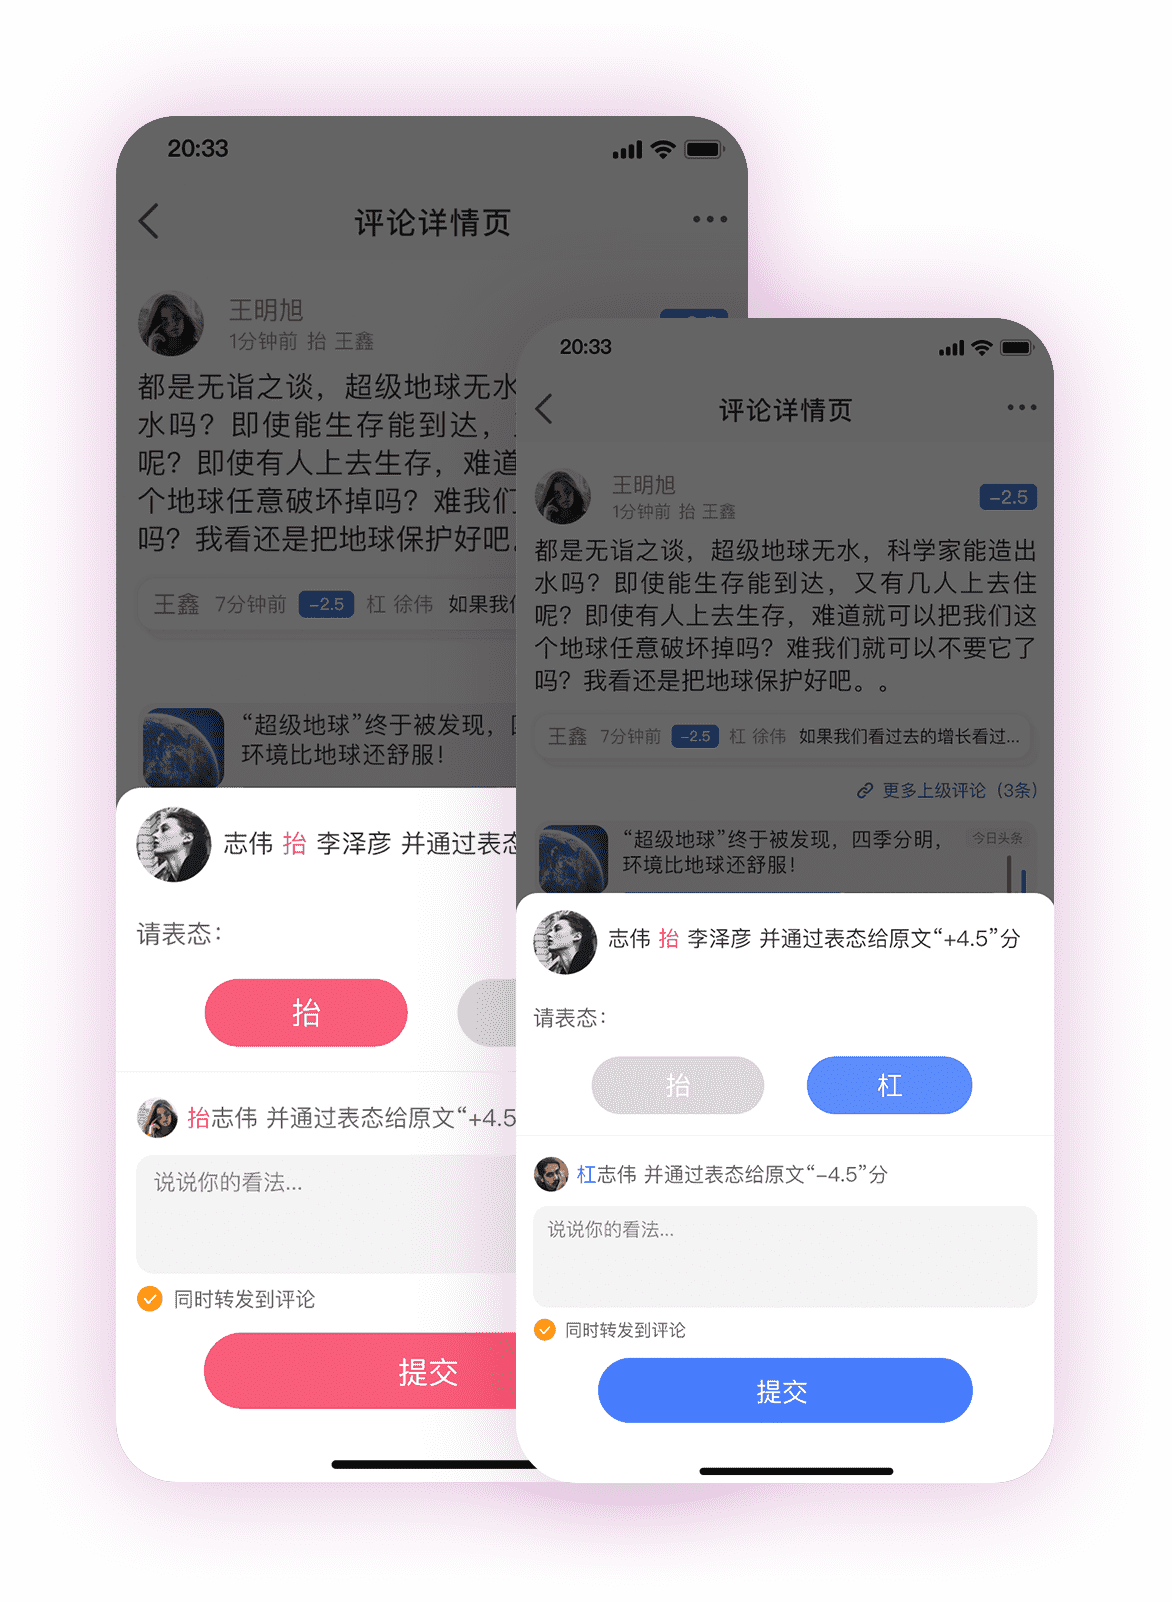 20:33
评论详情页
王明旭
1分钟前 抬 王鑫
都是无诣之谈，超级地球无水
水吗？即使能生存能到达，
呢？即使有人上去生存，难道
个地球任意破坏掉吗？难我们
吗？我看还是把地球保护好吧。
王鑫 7分钟前 -2.5 杠 徐伟 如果我们
“超级地球”终于被发现，
环境比地球还舒服！
志伟 抬 李泽彦 并通过表态
请表态：
抬
抬志伟 并通过表态给原文“+4.5
说说你的看法...
同时转发到评论
提交
20:33
评论详情页
王明旭
-2.5
1分钟前 抬 王鑫
都是无诣之谈，超级地球无水，科学家能造出
水吗？即使能生存能到达，又有几人上去住
呢？即使有人上去生存，难道就可以把我们这
个地球任意破坏掉吗？难我们就可以不要它了
吗？我看还是把地球保护好吧。。
王鑫 7分钟前 -2.5 杠 徐伟 如果我们看过去的增长看过...
更多上级评论（3条）
“超级地球”终于被发现，四季分明，
今日头条
环境比地球还舒服！
志伟 抬 李泽彦 并通过表态给原文“+4.5”分
请表态：
抬
杠
杠志伟 并通过表态给原文“-4.5”分
说说你的看法...
同时转发到评论
提交